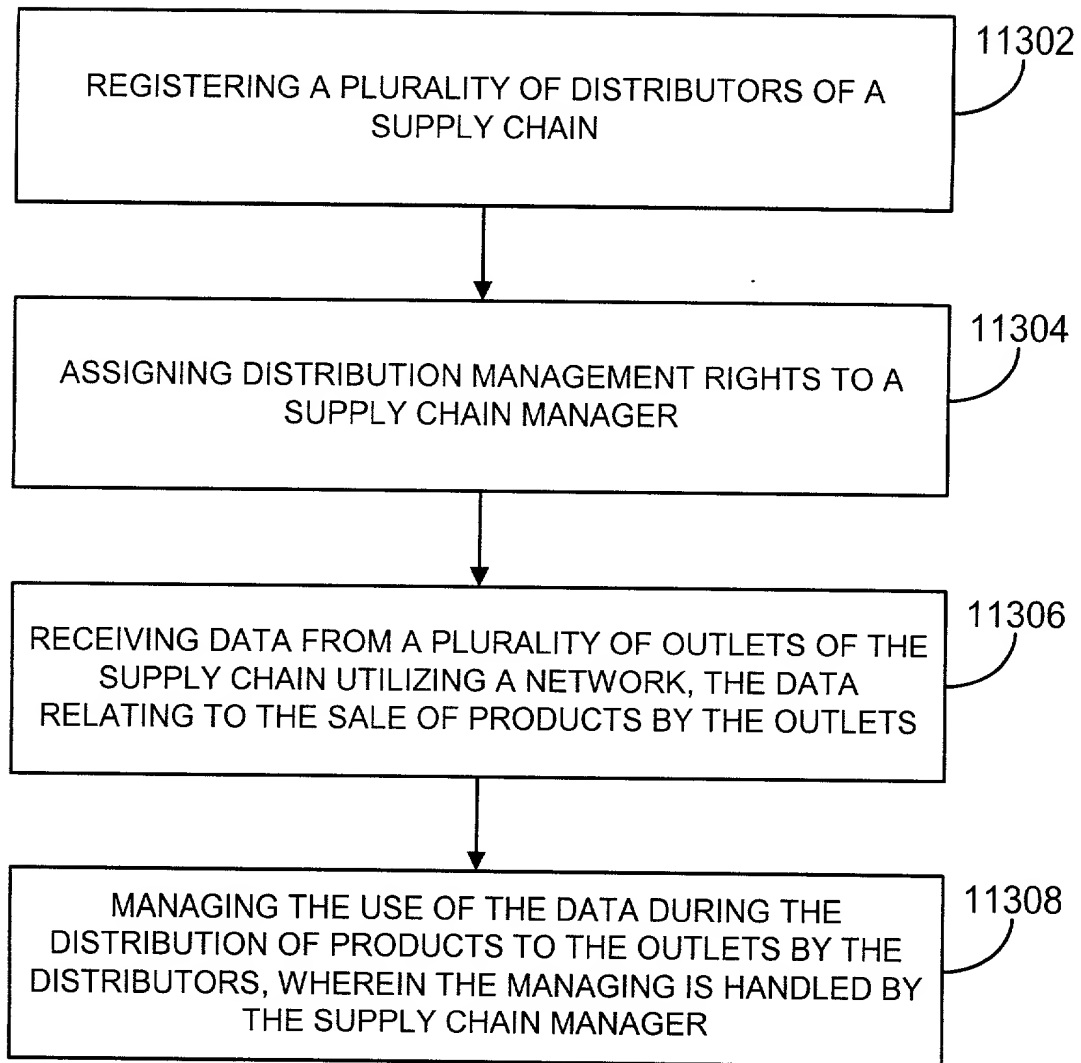 11302
REGISTERING A PLURALITY OF DISTRIBUTORS OF A
SUPPLY CHAIN
11304
ASSIGNING DISTRIBUTION MANAGEMENT RIGHTS TO A
SUPPLY CHAIN MANAGER
11306
RECEIVING DATA FROM A PLURALITY OF OUTLETS OF THE
SUPPLY CHAIN UTILIZING A NETWORK, THE DATA
RELATING TO THE SALE OF PRODUCTS BY THE OUTLETS
11308
MANAGING THE USE OF THE DATA DURING THE
DISTRIBUTION OF PRODUCTS TO THE OUTLETS BY THE
DISTRIBUTORS, WHEREIN THE MANAGING IS HANDLED BY
THE SUPPLY CHAIN MANAGER